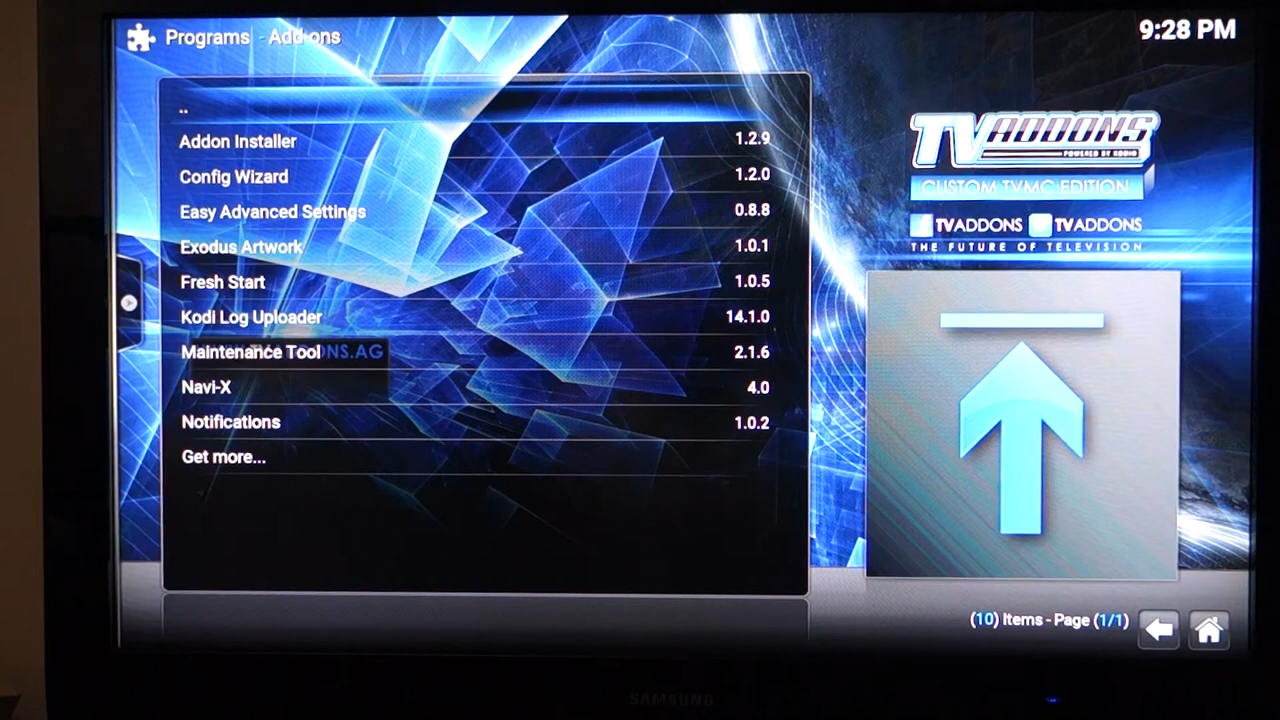 Programs - Add-ons
9:28 PM
..
Addon Installer 1.2.9
Config Wizard 1.2.0
Easy Advanced Settings 0.8.8
Exodus Artwork 1.0.1
Fresh Start 1.0.5
Kodi Log Uploader 14.1.0
Maintenance Tool 2.1.6
Navi-X 4.0
Notifications 1.0.2
Get more...
TVADDONS
POWERED BY KODI
CUSTOM TVMC EDITION
TVADDONS TVADDONS
THE FUTURE OF TELEVISION
(10) Items - Page (1/1)
SAMSUNG